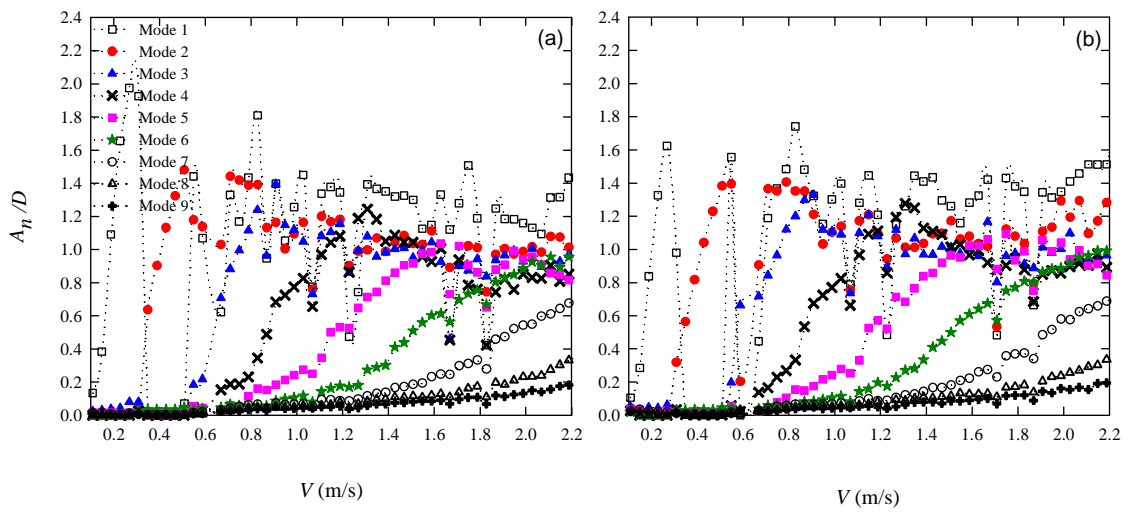 2.4
2.2
2.0
1.8
1.6
1.4
1.2
1.0
0.8
0.6
0.4
0.2
0.0
A_n/D
Mode 1
Mode 2
Mode 3
Mode 4
Mode 5
Mode 6
Mode 7
Mode 8
Mode 9
(a)
0.2 0.4 0.6 0.8 1.0 1.2 1.4 1.6 1.8 2.0 2.2
V (m/s)
2.4
2.2
2.0
1.8
1.6
1.4
1.2
1.0
0.8
0.6
0.4
0.2
0.0
(b)
0.2 0.4 0.6 0.8 1.0 1.2 1.4 1.6 1.8 2.0 2.2
V (m/s)